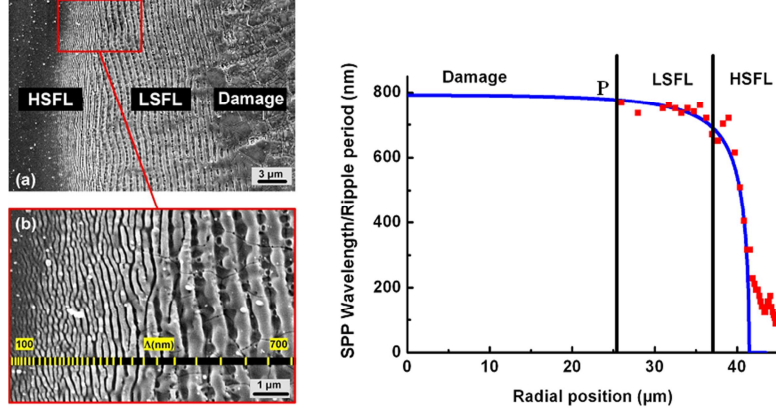 HSFL LSFL Damage
(a)
3 µm
(b)
100 Λ(nm) 700
1 µm
SPP Wavelength/Ripple period (nm)
800
600
400
200
0
Damage P LSFL HSFL
0 10 20 30 40
Radial position (µm)